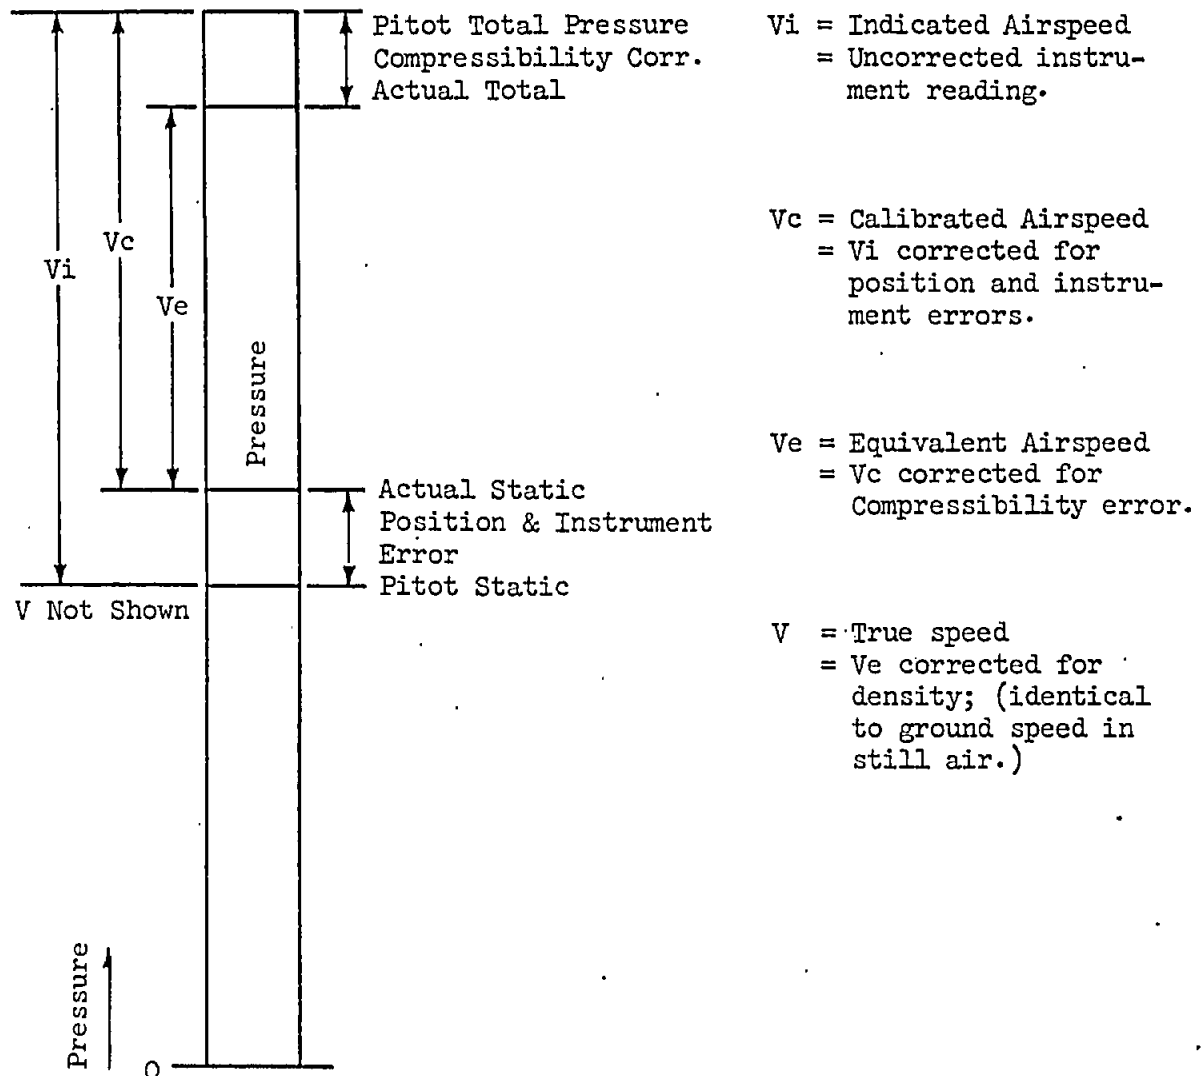 Pitot Total Pressure
Compressibility Corr.
Actual Total
Vi
Vc
Ve
Pressure
Actual Static
Position & Instrument
Error
Pitot Static
V Not Shown
Pressure
0
Vi = Indicated Airspeed
= Uncorrected instru-
ment reading.
Vc = Calibrated Airspeed
= Vi corrected for
position and instru-
ment errors.
Ve = Equivalent Airspeed
= Vc corrected for
Compressibility error.
V = True speed
= Ve corrected for
density; (identical
to ground speed in
still air.)